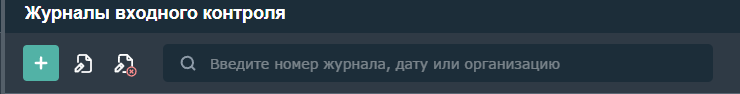 Журналы входного контроля
Введите номер журнала, дату или организацию